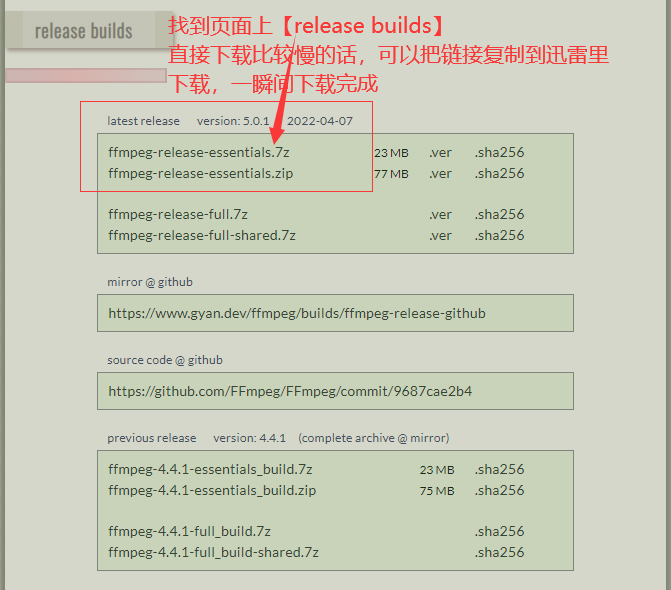 release builds
找到页面上【release builds】
直接下载比较慢的话，可以把链接复制到迅雷里
下载，一瞬间下载完成
latest release version: 5.0.1 2022-04-07
ffmpeg-release-essentials.7z 23 MB .ver .sha256
ffmpeg-release-essentials.zip 77 MB .ver .sha256
ffmpeg-release-full.7z .ver .sha256
ffmpeg-release-full-shared.7z .ver .sha256
mirror @ github
https://www.gyan.dev/ffmpeg/builds/ffmpeg-release-github
source code @ github
https://github.com/FFmpeg/FFmpeg/commit/9687cae2b4
previous release version: 4.4.1 (complete archive @ mirror)
ffmpeg-4.4.1-essentials_build.7z 23 MB .sha256
ffmpeg-4.4.1-essentials_build.zip 75 MB .sha256
ffmpeg-4.4.1-full_build.7z .sha256
ffmpeg-4.4.1-full_build-shared.7z .sha256